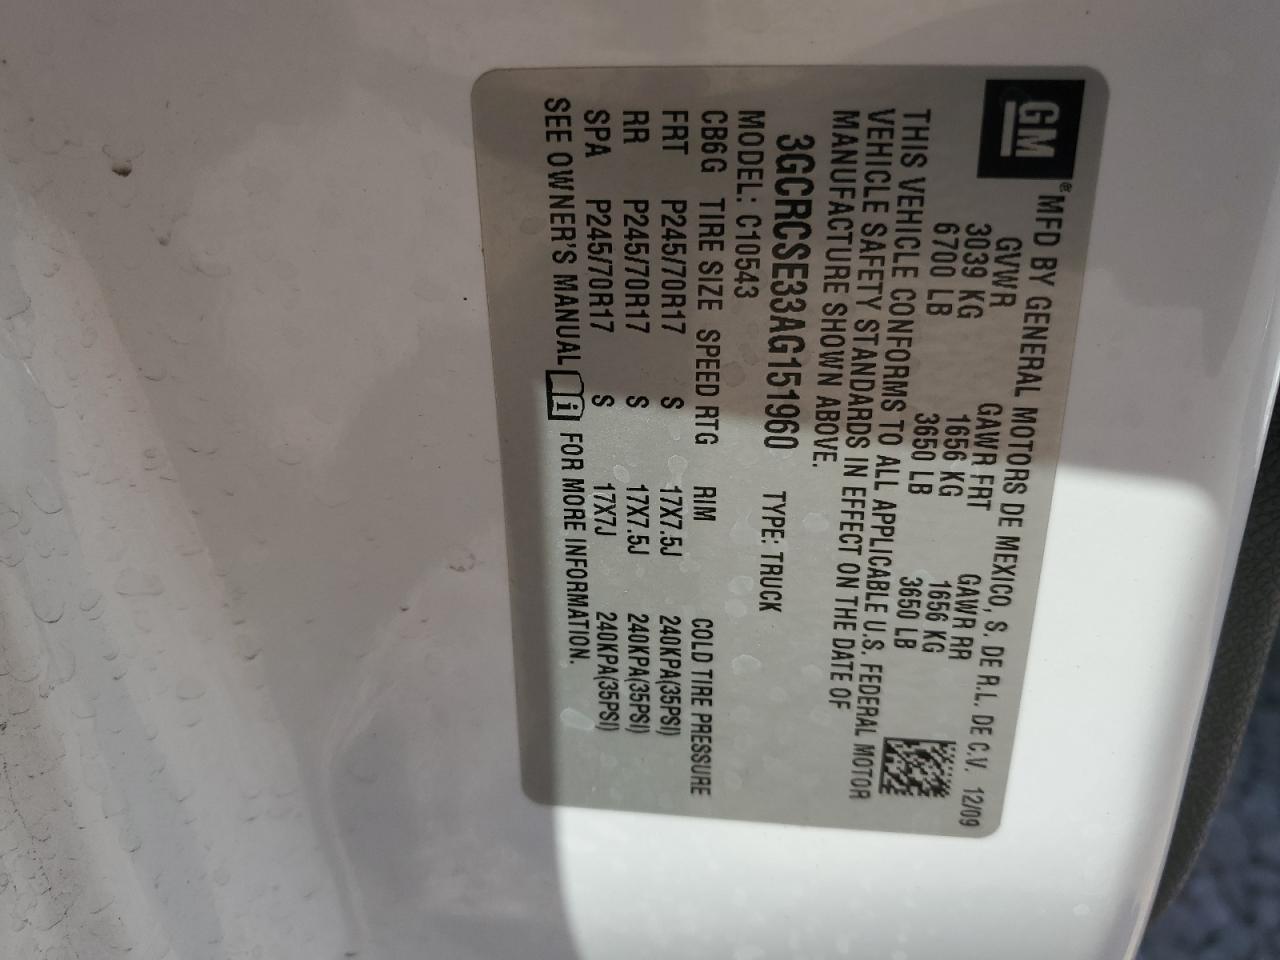 GM
® MFD BY GENERAL MOTORS DE MEXICO, S. DE R.L. DE C.V. 12/09
GVWR GAWR FRT GAWR RR
3039 KG 1656 KG 1656 KG
6700 LB 3650 LB 3650 LB
THIS VEHICLE CONFORMS TO ALL APPLICABLE U.S. FEDERAL MOTOR
VEHICLE SAFETY STANDARDS IN EFFECT ON THE DATE OF
MANUFACTURE SHOWN ABOVE.
3GCRCSE33AG151960 TYPE: TRUCK
MODEL: C10543
CB6G TIRE SIZE SPEED RTG RIM COLD TIRE PRESSURE
FRT P245/70R17 S 17X7.5J 240KPA(35PSI)
RR P245/70R17 S 17X7.5J 240KPA(35PSI)
SPA P245/70R17 S 17X7J 240KPA(35PSI)
SEE OWNER'S MANUAL i FOR MORE INFORMATION.